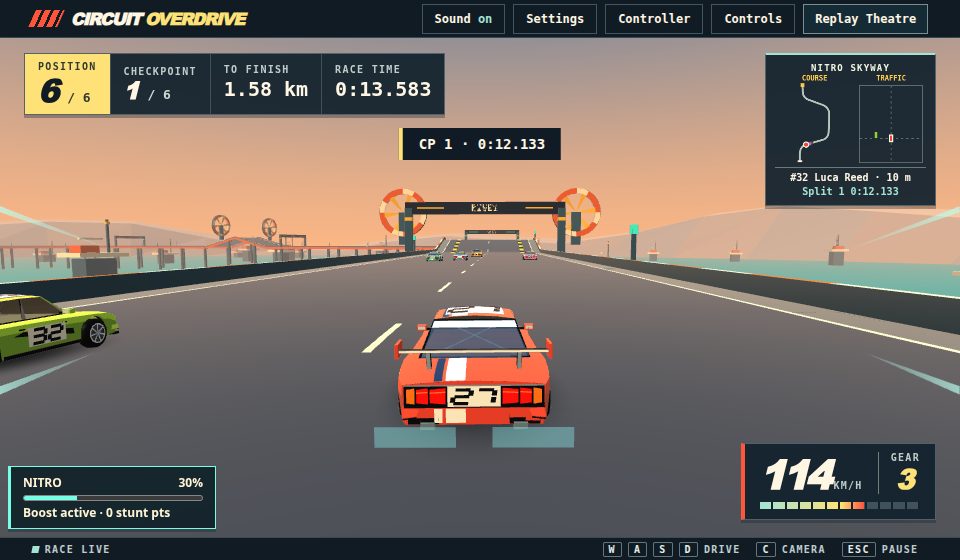 CIRCUIT OVERDRIVE
Sound on
Settings
Controller
Controls
Replay Theatre
POSITION
6 / 6
CHECKPOINT
1 / 6
TO FINISH
1.58 km
RACE TIME
0:13.583
CP 1 · 0:12.133
NITRO SKYWAY
COURSE
TRAFFIC
#32 Luca Reed · 10 m
Split 1 0:12.133
32
27
NITRO
30%
Boost active · 0 stunt pts
114 KM/H
GEAR
3
RACE LIVE
W A S D DRIVE
C CAMERA
ESC PAUSE